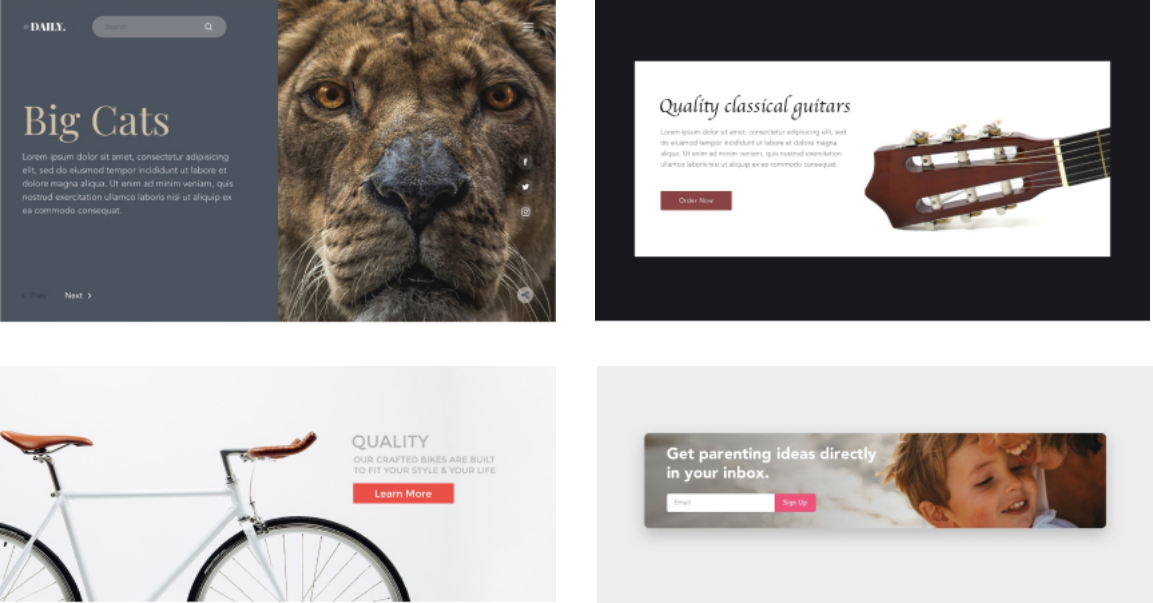 DAILY.
Search
Big Cats
Lorem ipsum dolor sit amet, consectetur adipisicing
elit, sed do eiusmod tempor incididunt ut labore et
dolore magna aliqua. Ut enim ad minim veniam, quis
nostrud exercitation ullamco laboris nisi ut aliquip ex
ea commodo consequat.
Prev Next
Quality classical guitars
Lorem ipsum dolor sit amet, consectetur adipisicing elit, sed
do eiusmod tempor incididunt ut labore et dolore magna
aliqua. Ut enim ad minim veniam, quis nostrud exercitation
ullamco laboris nisi ut aliquip ex ea commodo consequat.
Order Now
QUALITY
OUR CRAFTED BIKES ARE BUILT
TO FIT YOUR STYLE & YOUR LIFE
Learn More
Get parenting ideas directly
in your inbox.
Email
Sign Up